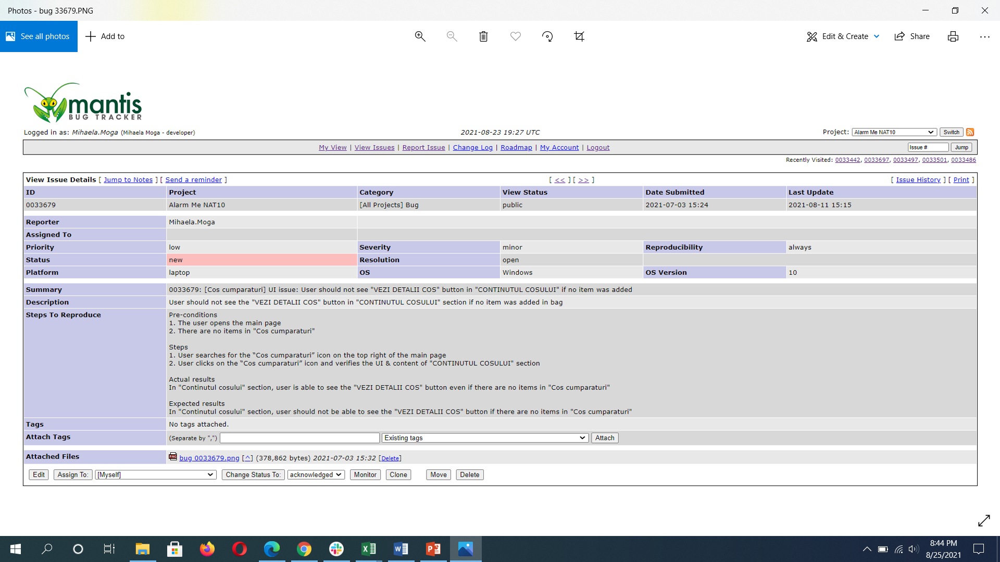 Photos - bug 33679.PNG
See all photos
Add to
Edit & Create
Share
mantis
BUG TRACKER
Logged in as: Mihaela.Moga (Mihaela Moga - developer)
2021-08-23 19:27 UTC
Project: Alarm Me NAT10 Switch
My View | View Issues | Report Issue | Change Log | Roadmap | My Account | Logout
Issue # Jump
Recently Visited: 0033442, 0033697, 0033497, 0033501, 0033486
View Issue Details [ Jump to Notes ] [ Send a reminder ] [ << ] [ >> ] [ Issue History ] [ Print ]
ID Project Category View Status Date Submitted Last Update
0033679 Alarm Me NAT10 [All Projects] Bug public 2021-07-03 15:24 2021-08-11 15:15
Reporter Mihaela.Moga
Assigned To
Priority low Severity minor Reproducibility always
Status new Resolution open
Platform laptop OS Windows OS Version 10
Summary 0033679: [Cos cumparaturi] UI issue: User should not see "VEZI DETALII COS" button in "CONTINUTUL COSULUI" if no item was added
Description User should not see the "VEZI DETALII COS" button in "CONTINUTUL COSULUI" section if no item was added in bag
Steps To Reproduce Pre-conditions
1. The user opens the main page
2. There are no items in "Cos cumparaturi"
Steps
1. User searches for the “Cos cumparaturi” icon on the top right of the main page
2. User clicks on the “Cos cumparaturi” icon and verifies the UI & content of "CONTINUTUL COSULUI" section
Actual results
In "Continutul cosului" section, user is able to see the "VEZI DETALII COS" button even if there are no items in "Cos cumparaturi"
Expected results
In "Continutul cosului" section, user should not be able to see the "VEZI DETALII COS" button if there are no items in "Cos cumparaturi"
Tags No tags attached.
Attach Tags (Separate by ",") Existing tags Attach
Attached Files PNG bug 0033679.png [^] (378,862 bytes) 2021-07-03 15:32 [Delete]
Edit Assign To: [Myself] Change Status To: acknowledged Monitor Clone Move Delete
8:44 PM
8/25/2021